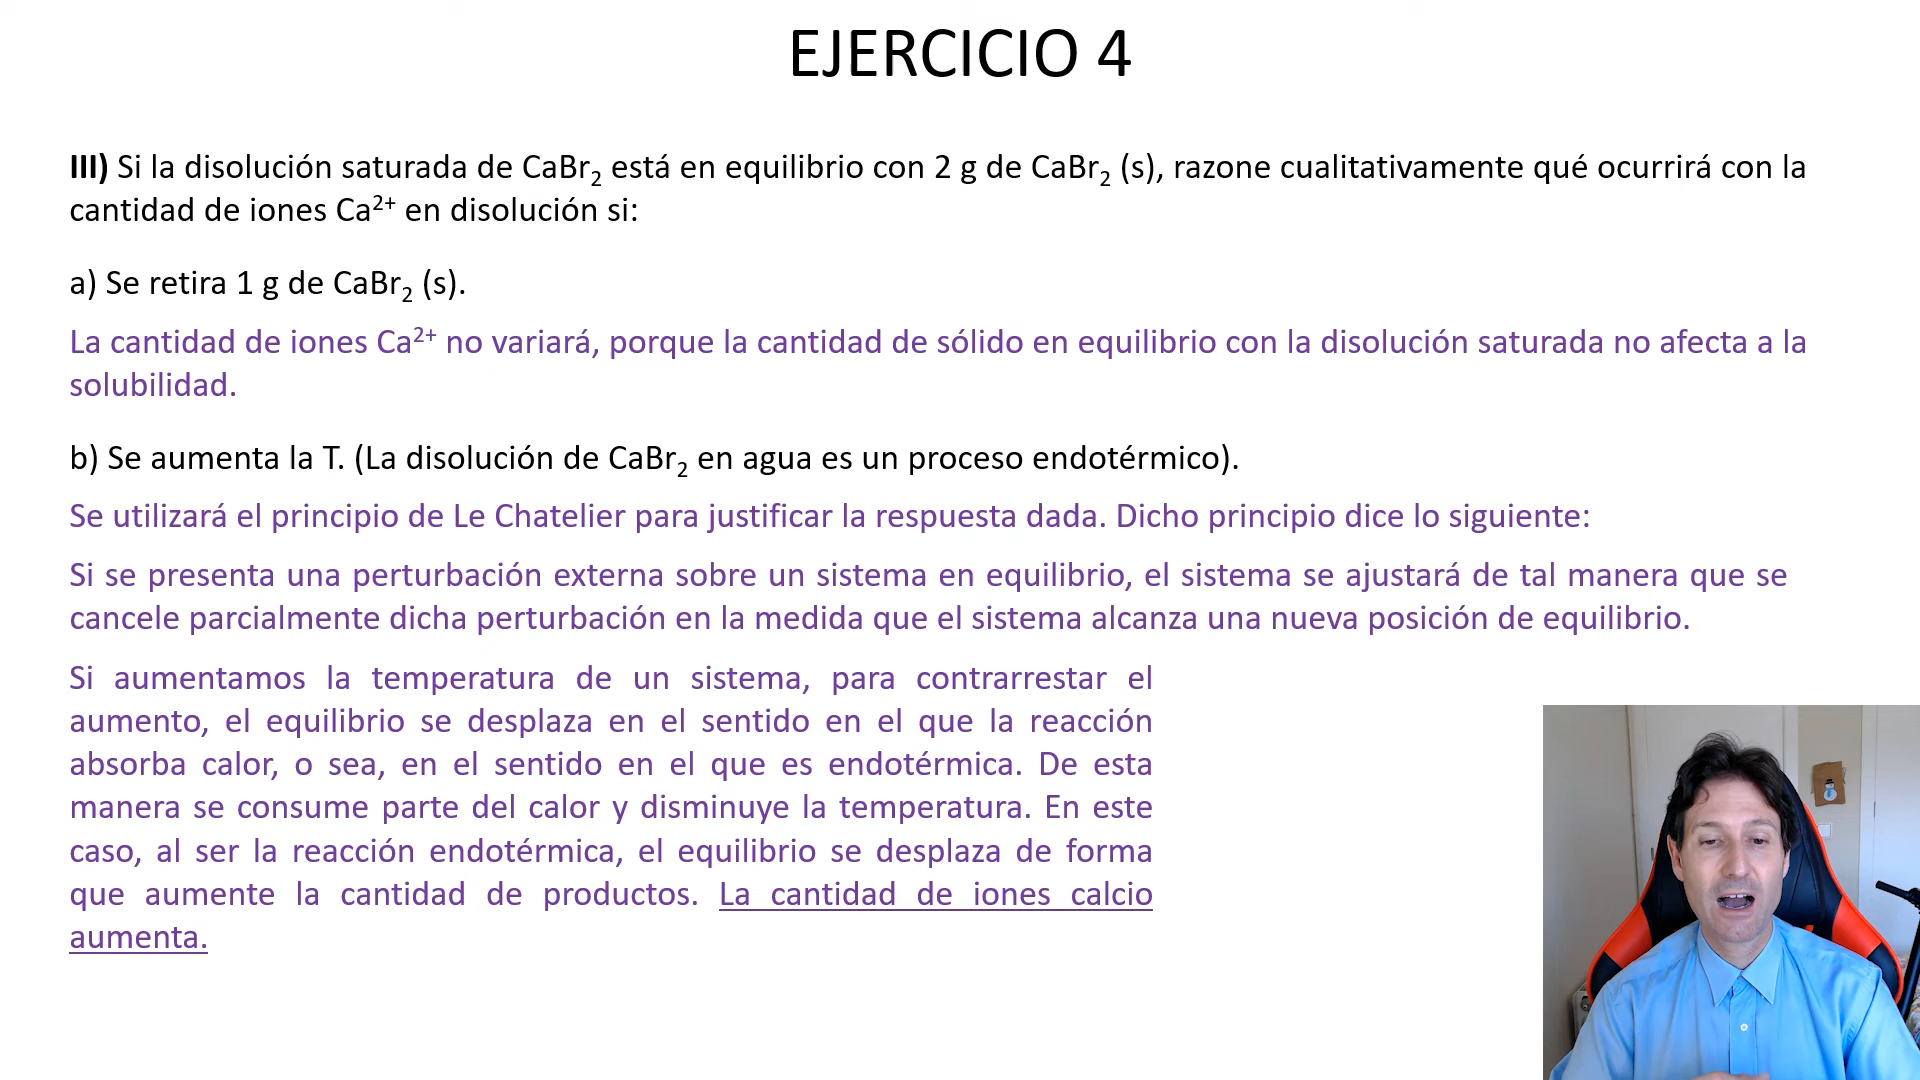 EJERCICIO 4
III) Si la disolución saturada de CaBr₂ está en equilibrio con 2 g de CaBr₂ (s), razone cualitativamente qué ocurrirá con la
cantidad de iones Ca²⁺ en disolución si:
a) Se retira 1 g de CaBr₂ (s).
La cantidad de iones Ca²⁺ no variará, porque la cantidad de sólido en equilibrio con la disolución saturada no afecta a la
solubilidad.
b) Se aumenta la T. (La disolución de CaBr₂ en agua es un proceso endotérmico).
Se utilizará el principio de Le Chatelier para justificar la respuesta dada. Dicho principio dice lo siguiente:
Si se presenta una perturbación externa sobre un sistema en equilibrio, el sistema se ajustará de tal manera que se
cancele parcialmente dicha perturbación en la medida que el sistema alcanza una nueva posición de equilibrio.
Si aumentamos la temperatura de un sistema, para contrarrestar el
aumento, el equilibrio se desplaza en el sentido en el que la reacción
absorba calor, o sea, en el sentido en el que es endotérmica. De esta
manera se consume parte del calor y disminuye la temperatura. En este
caso, al ser la reacción endotérmica, el equilibrio se desplaza de forma
que aumente la cantidad de productos. La cantidad de iones calcio
aumenta.